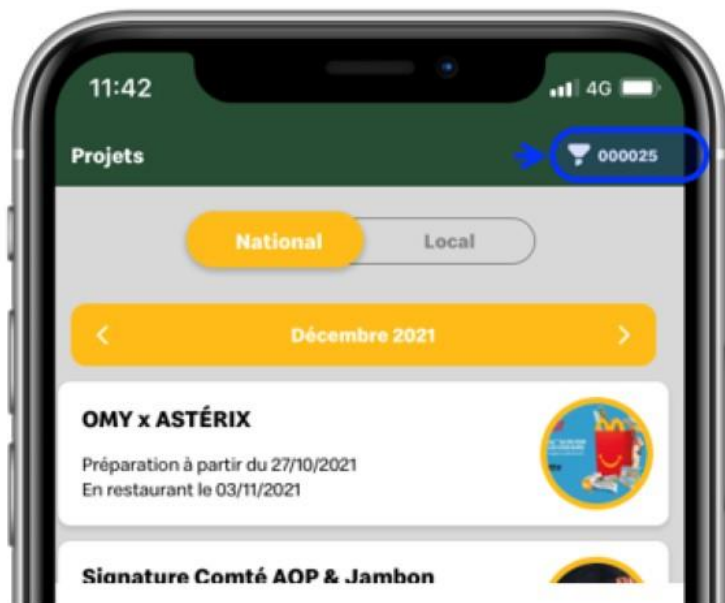 11:42
4G
Projets
000025
National
Local
Décembre 2021
OMY x ASTÉRIX
Préparation à partir du 27/10/2021
En restaurant le 03/11/2021
Signature Comté AOP & Jambon